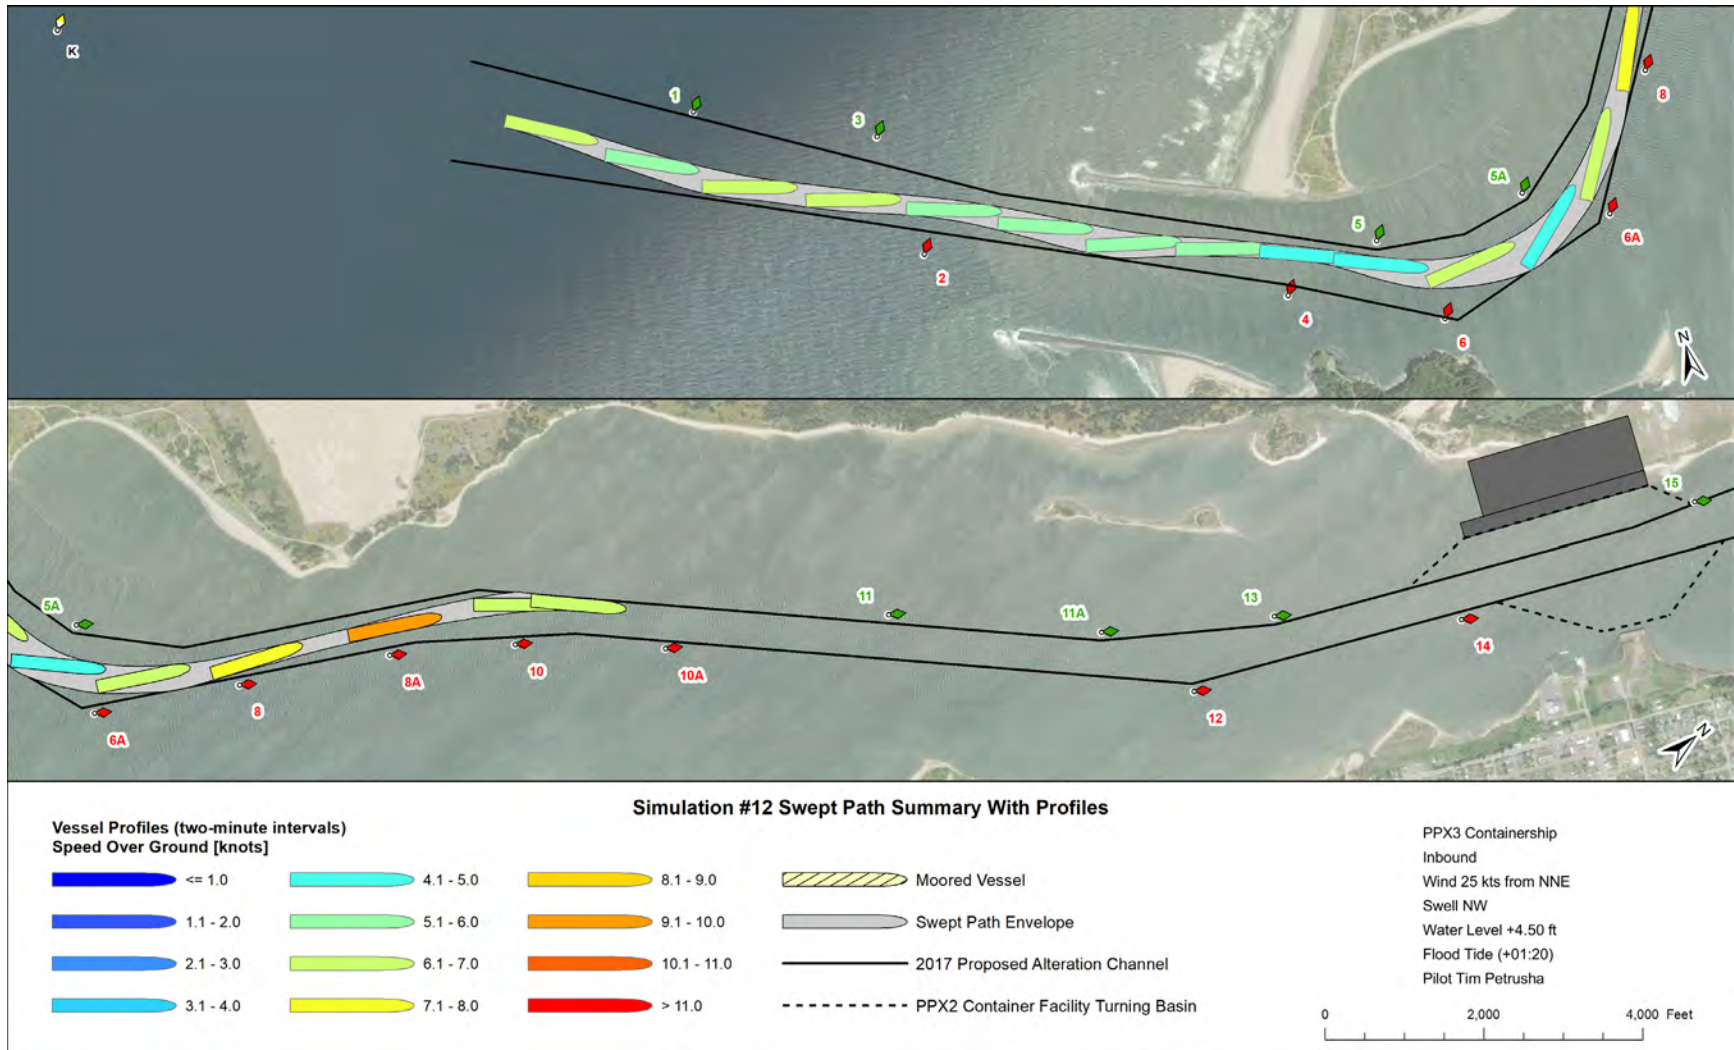 K
1
3
5
5A
8
6A
2
4
6
N
5A
11
11A
13
15
6A
8
8A
10
10A
12
14
N
Simulation #12 Swept Path Summary With Profiles
Vessel Profiles (two-minute intervals)
Speed Over Ground [knots]
<= 1.0
1.1 - 2.0
2.1 - 3.0
3.1 - 4.0
4.1 - 5.0
5.1 - 6.0
6.1 - 7.0
7.1 - 8.0
8.1 - 9.0
9.1 - 10.0
10.1 - 11.0
> 11.0
Moored Vessel
Swept Path Envelope
2017 Proposed Alteration Channel
PPX2 Container Facility Turning Basin
PPX3 Containership
Inbound
Wind 25 kts from NNE
Swell NW
Water Level +4.50 ft
Flood Tide (+01:20)
Pilot Tim Petrusha
0 2,000 4,000 Feet